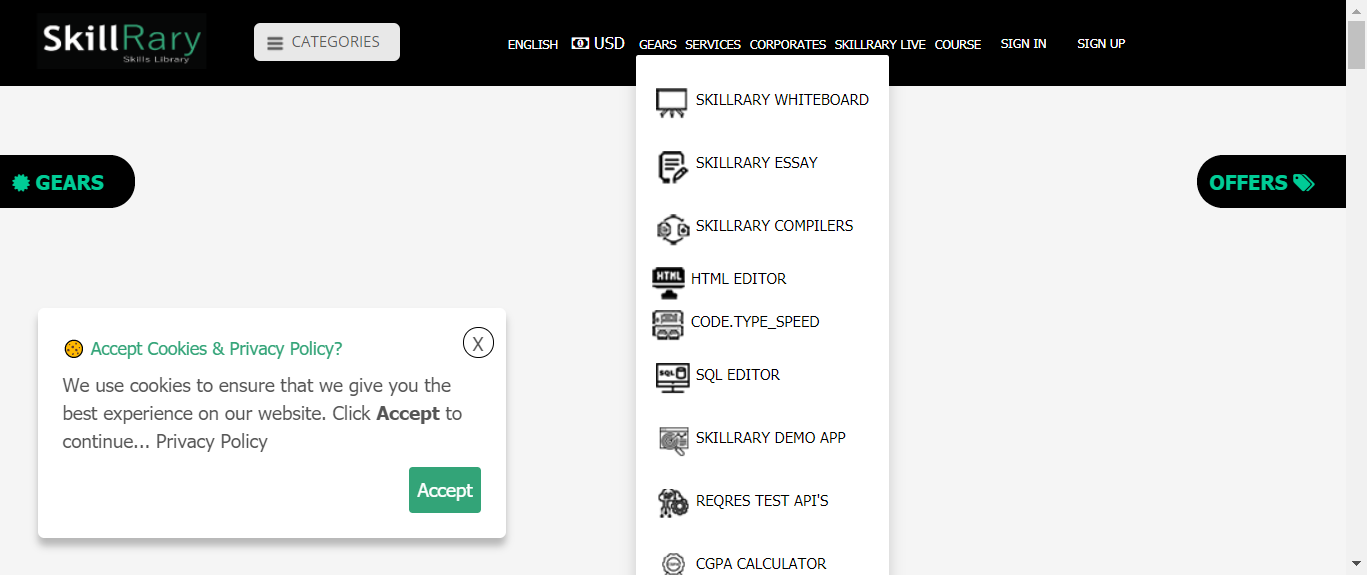 SkillRary
Skills Library
CATEGORIES
ENGLISH USD GEARS SERVICES CORPORATES SKILLRARY LIVE COURSE SIGN IN SIGN UP
SKILLRARY WHITEBOARD
SKILLRARY ESSAY
GEARS
OFFERS
SKILLRARY COMPILERS
HTML HTML EDITOR
CODE.TYPE_SPEED
SQL SQL EDITOR
SKILLRARY DEMO APP
REQRES TEST API'S
CGPA CALCULATOR
Accept Cookies & Privacy Policy?
X
We use cookies to ensure that we give you the
best experience on our website. Click Accept to
continue... Privacy Policy
Accept